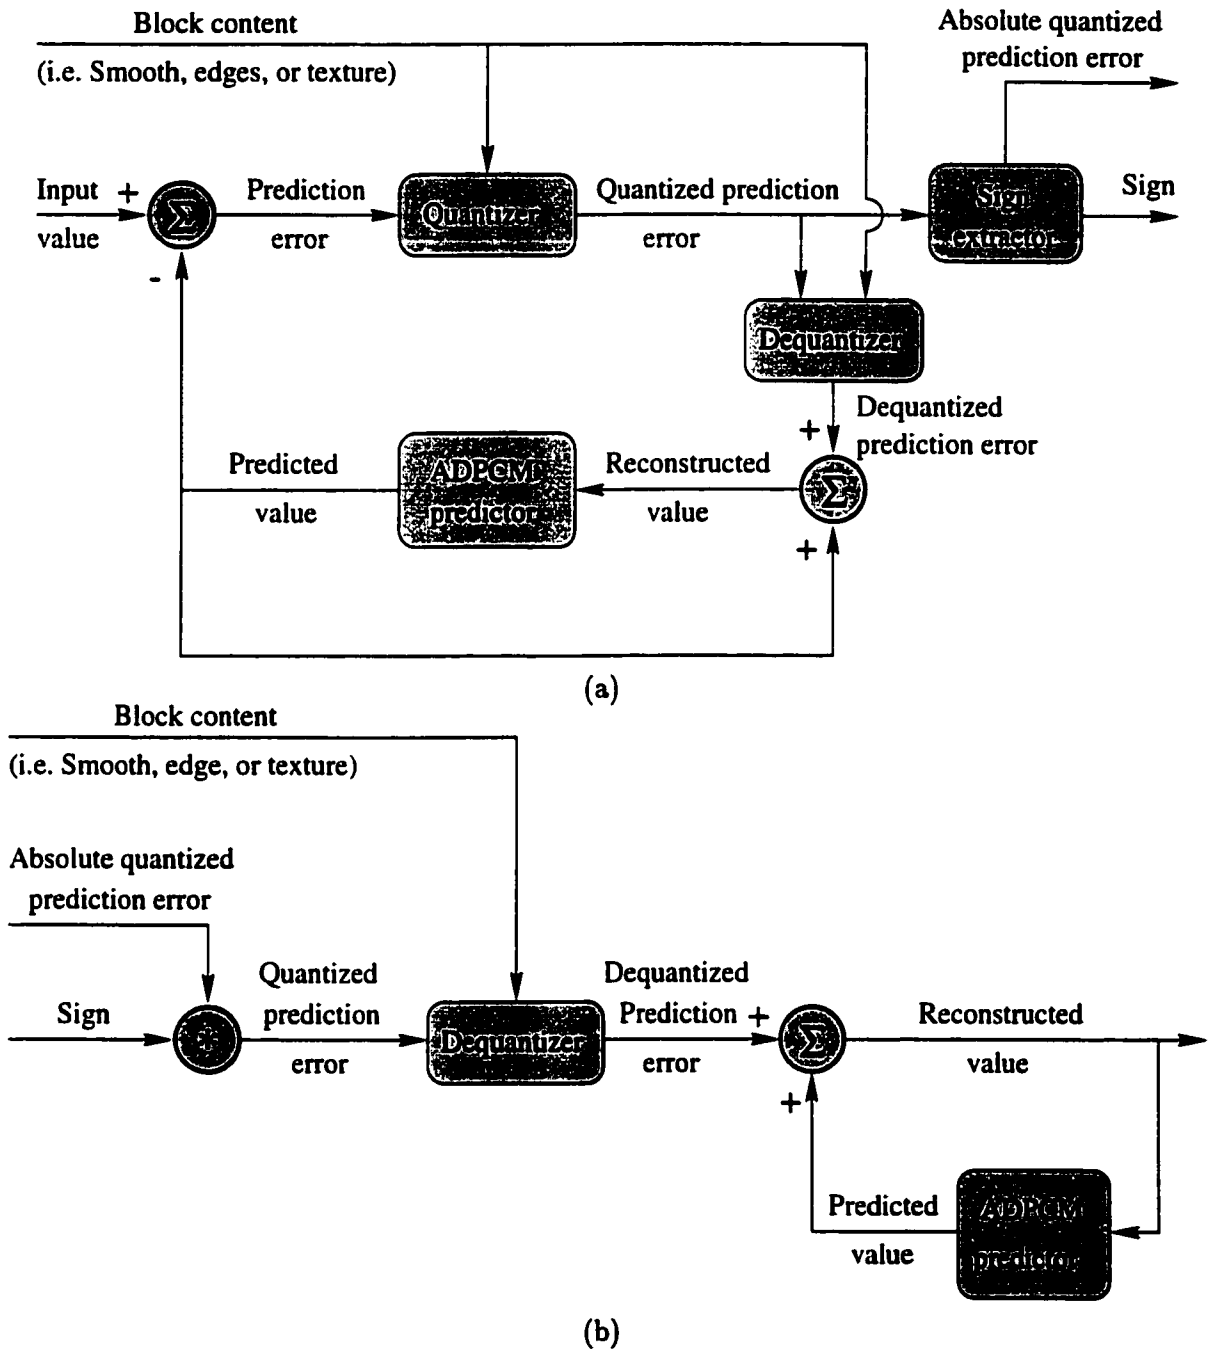 Block content
(i.e. Smooth, edges, or texture)
Absolute quantized
prediction error
Input
value
+
Σ
-
Prediction
error
Quantizer
Quantized prediction
error
Sign
extractor
Sign
Dequantizer
+
Dequantized
prediction error
Predicted
value
ADPCM
predictor
Reconstructed
value
Σ
+
(a)
Block content
(i.e. Smooth, edge, or texture)
Absolute quantized
prediction error
Sign
*
Quantized
prediction
error
Dequantizer
Dequantized
Prediction
error
+
Σ
+
Reconstructed
value
Predicted
value
ADPCM
predictor
(b)